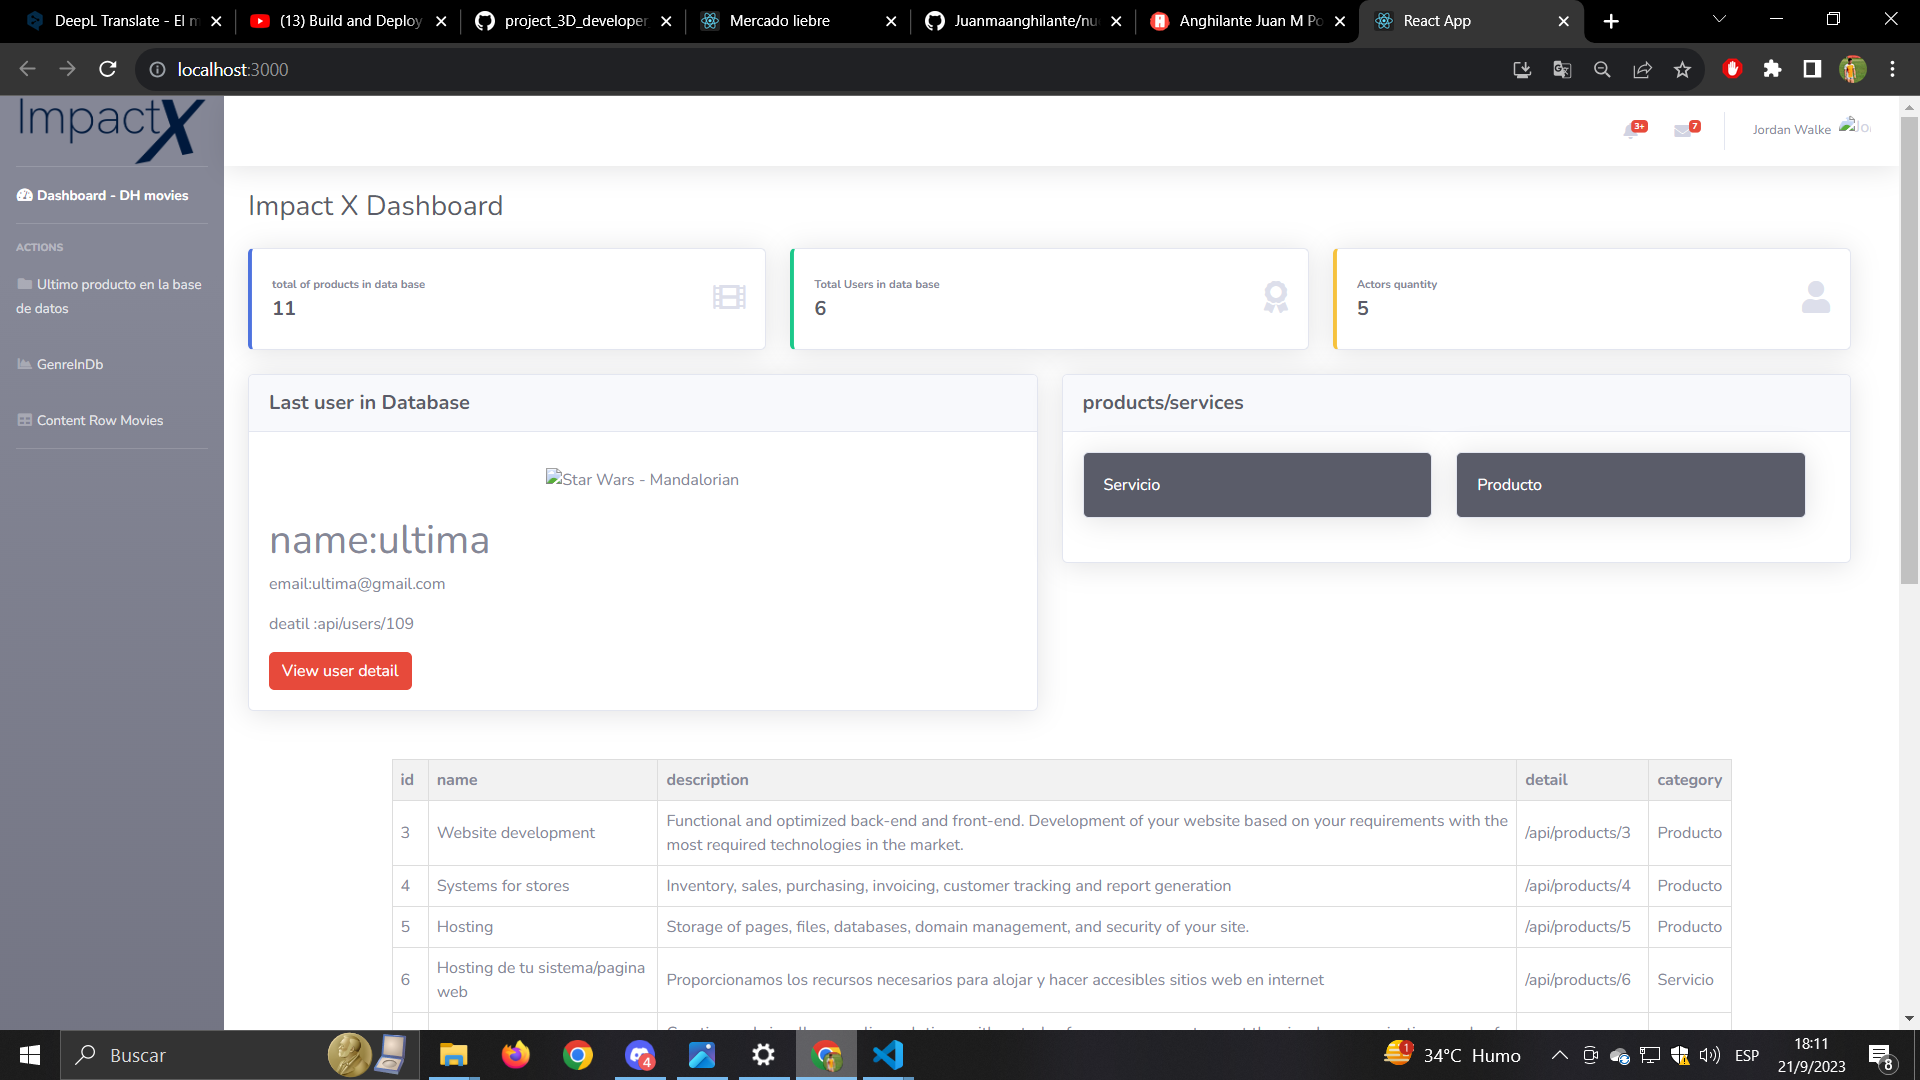 DeepL Translate - El m
(13) Build and Deploy
project_3D_developer
Mercado liebre
Juanmaanghilante/nu
Anghilante Juan M Po
React App
localhost:3000
ImpactX
3+
7
Jordan Walke
Dashboard - DH movies
ACTIONS
Ultimo producto en la base
de datos
GenreInDb
Content Row Movies
Impact X Dashboard
total of products in data base
11
Total Users in data base
6
Actors quantity
5
Last user in Database
Star Wars - Mandalorian
name:ultima
email:ultima@gmail.com
deatil :api/users/109
View user detail
products/services
Servicio
Producto
id name description detail category
3 Website development Functional and optimized back-end and front-end. Development of your website based on your requirements with the
most required technologies in the market. /api/products/3 Producto
4 Systems for stores Inventory, sales, purchasing, invoicing, customer tracking and report generation /api/products/4 Producto
5 Hosting Storage of pages, files, databases, domain management, and security of your site. /api/products/5 Producto
6 Hosting de tu sistema/pagina
web Proporcionamos los recursos necesarios para alojar y hacer accesibles sitios web en internet /api/products/6 Servicio
Buscar
4
1
34°C Humo
ESP
18:11
21/9/2023
8